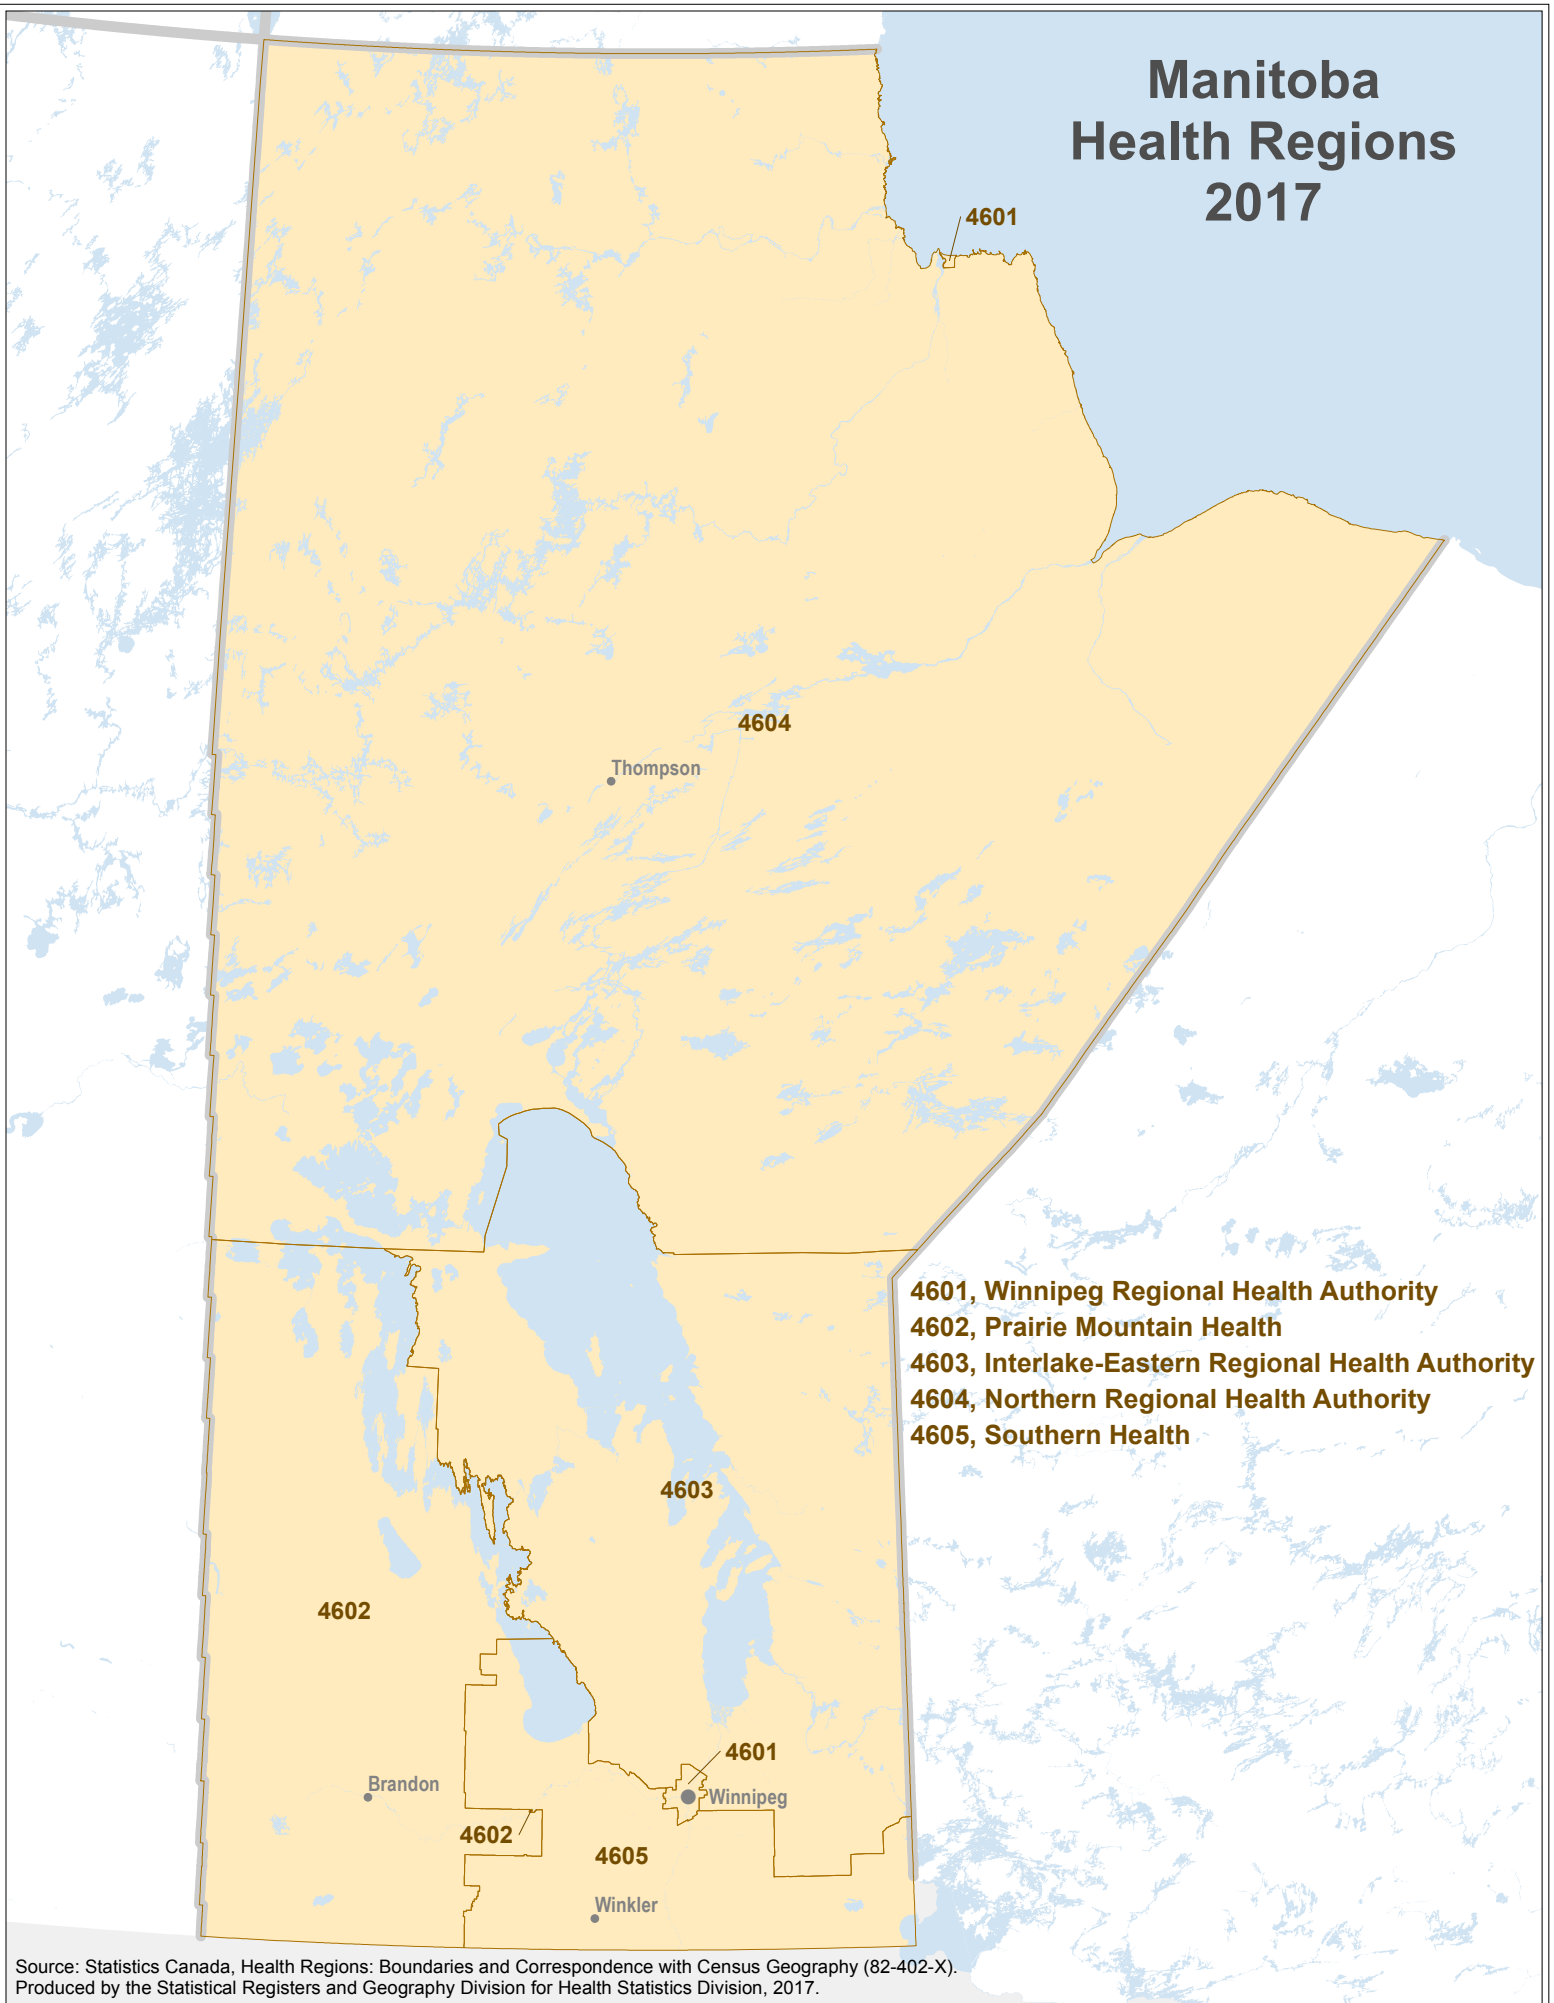 Manitoba
Health Regions
2017
4601
4604
Thompson
4601, Winnipeg Regional Health Authority
4602, Prairie Mountain Health
4603, Interlake-Eastern Regional Health Authority
4604, Northern Regional Health Authority
4605, Southern Health
4603
4602
4601
Brandon
Winnipeg
4602
4605
Winkler
Source: Statistics Canada, Health Regions: Boundaries and Correspondence with Census Geography (82-402-X).
Produced by the Statistical Registers and Geography Division for Health Statistics Division, 2017.